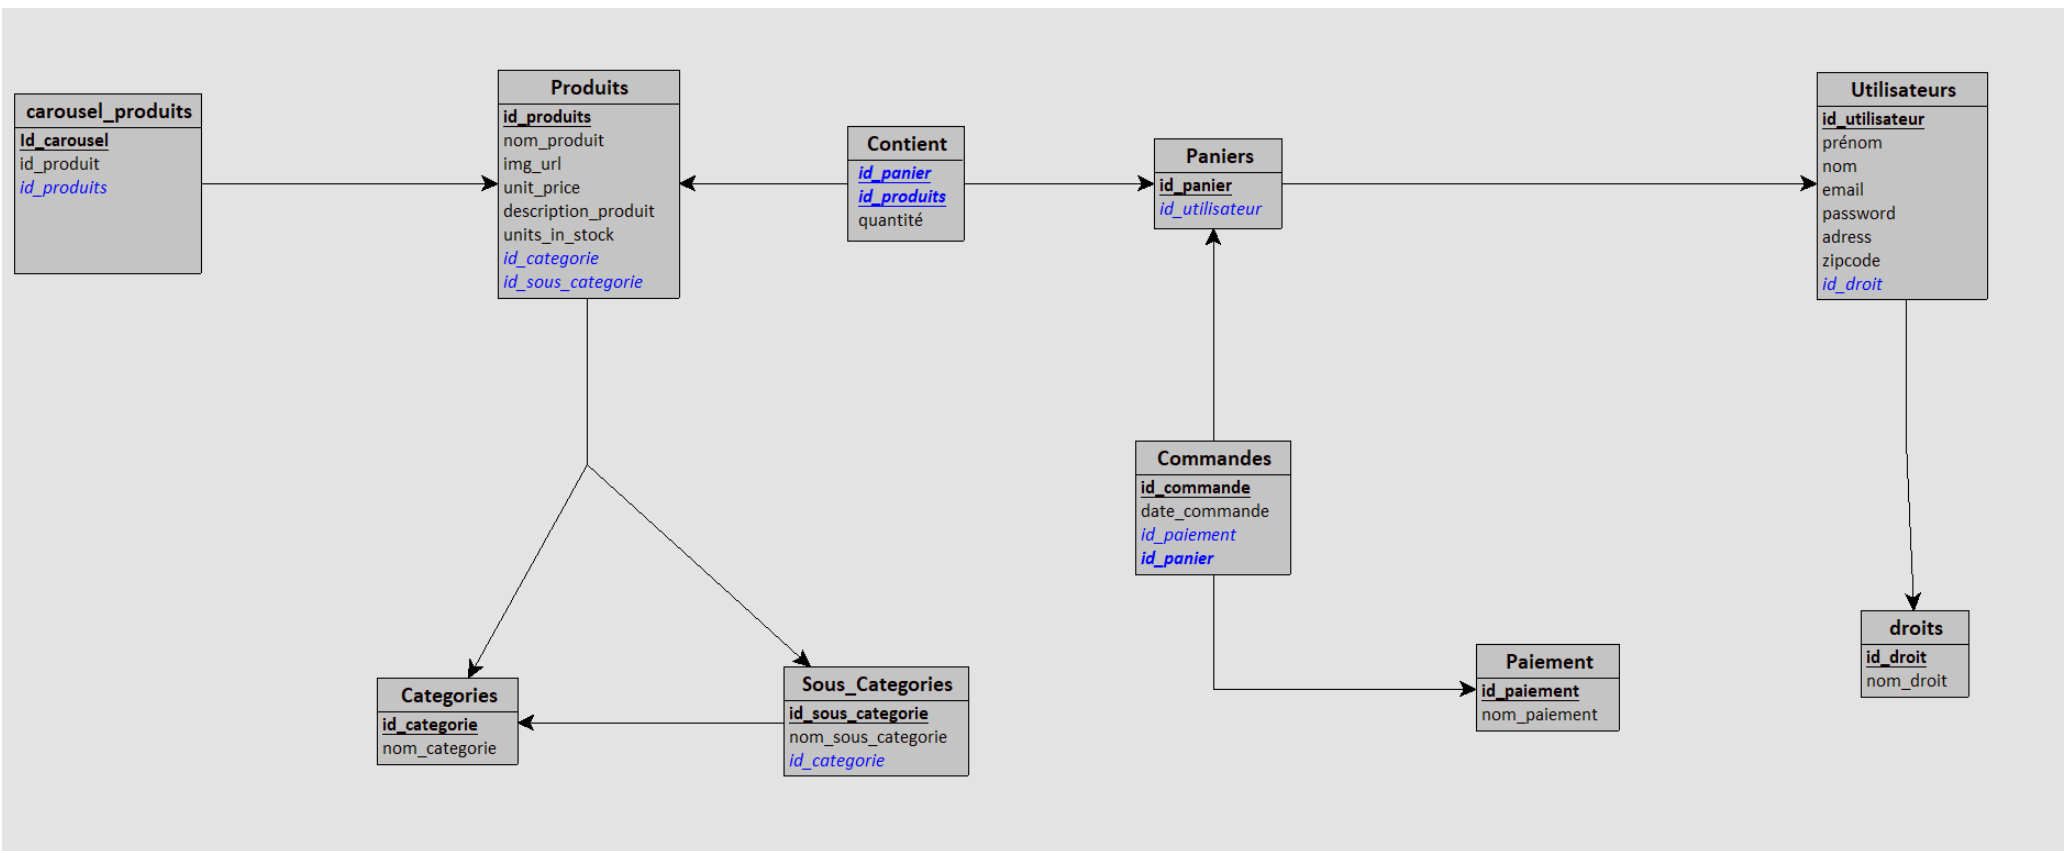 carousel_produits
Id_carousel
id_produit
id_produits
Produits
id_produits
nom_produit
img_url
unit_price
description_produit
units_in_stock
id_categorie
id_sous_categorie
Contient
id_panier
id_produits
quantité
Paniers
id_panier
id_utilisateur
Utilisateurs
id_utilisateur
prénom
nom
email
password
adress
zipcode
id_droit
Commandes
id_commande
date_commande
id_paiement
id_panier
Categories
id_categorie
nom_categorie
Sous_Categories
id_sous_categorie
nom_sous_categorie
id_categorie
Paiement
id_paiement
nom_paiement
droits
id_droit
nom_droit